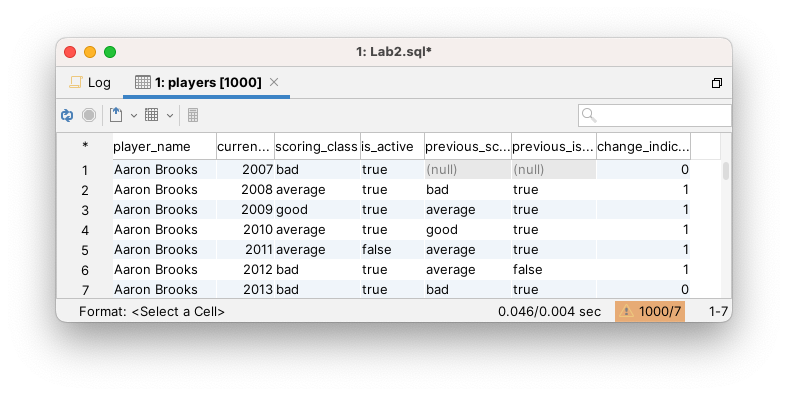 1: Lab2.sql*
Log 1: players [1000]
* player_name curren... scoring_class is_active previous_sc... previous_is... change_indic...
1 Aaron Brooks 2007 bad true (null) (null) 0
2 Aaron Brooks 2008 average true bad true 1
3 Aaron Brooks 2009 good true average true 1
4 Aaron Brooks 2010 average true good true 1
5 Aaron Brooks 2011 average false average true 1
6 Aaron Brooks 2012 bad true average false 1
7 Aaron Brooks 2013 bad true bad true 0
Format: <Select a Cell> 0.046/0.004 sec 1000/7 1-7